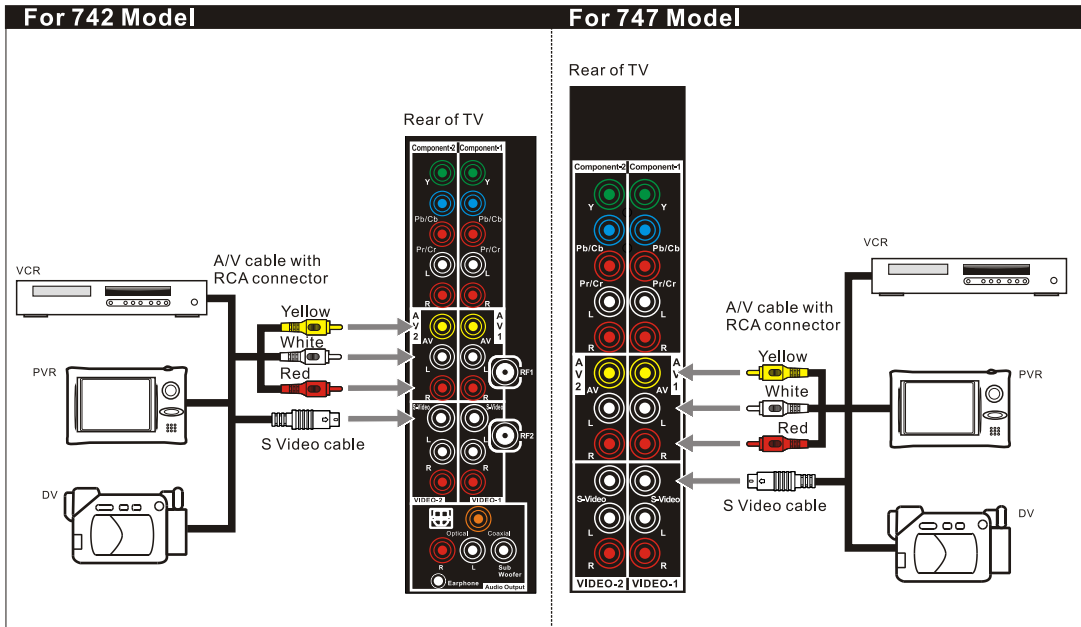 For 742 Model
Rear of TV
Component-2 Component-1
Y Y
Pb/Cb Pb/Cb
Pr/Cr Pr/Cr
L L
R R
A V 2
A V 1
AV AV
L L
R R
RF1
S-Video S-Video
RF2
L L
R R
VIDEO-2 VIDEO-1
Optical Coaxial
R L Sub Woofer
Earphone
Audio Output
VCR
A/V cable with
RCA connector
Yellow
White
Red
PVR
S Video cable
DV
For 747 Model
Rear of TV
Component-2 Component-1
Y Y
Pb/Cb Pb/Cb
Pr/Cr Pr/Cr
L L
R R
A V 2
A V 1
AV AV
L L
R R
S-Video S-Video
L L
R R
VIDEO-2 VIDEO-1
VCR
A/V cable with
RCA connector
Yellow
White
Red
PVR
S Video cable
DV